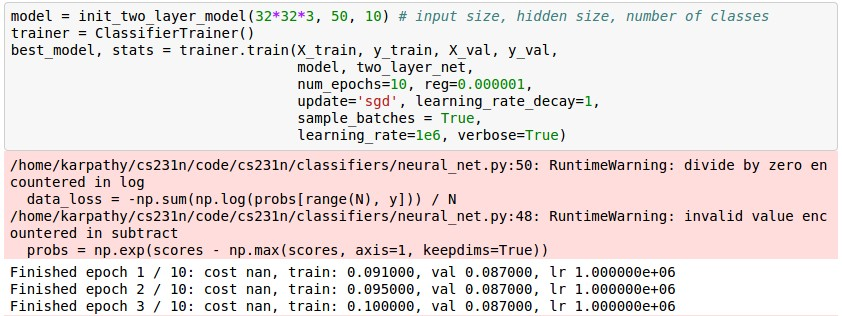 model = init_two_layer_model(32*32*3, 50, 10) # input size, hidden size, number of classes
trainer = ClassifierTrainer()
best_model, stats = trainer.train(X_train, y_train, X_val, y_val,
model, two_layer_net,
num_epochs=10, reg=0.000001,
update='sgd', learning_rate_decay=1,
sample_batches = True,
learning_rate=1e6, verbose=True)
/home/karpathy/cs231n/code/cs231n/classifiers/neural_net.py:50: RuntimeWarning: divide by zero en
countered in log
data_loss = -np.sum(np.log(probs[range(N), y])) / N
/home/karpathy/cs231n/code/cs231n/classifiers/neural_net.py:48: RuntimeWarning: invalid value enc
ountered in subtract
probs = np.exp(scores - np.max(scores, axis=1, keepdims=True))
Finished epoch 1 / 10: cost nan, train: 0.091000, val 0.087000, lr 1.000000e+06
Finished epoch 2 / 10: cost nan, train: 0.095000, val 0.087000, lr 1.000000e+06
Finished epoch 3 / 10: cost nan, train: 0.100000, val 0.087000, lr 1.000000e+06